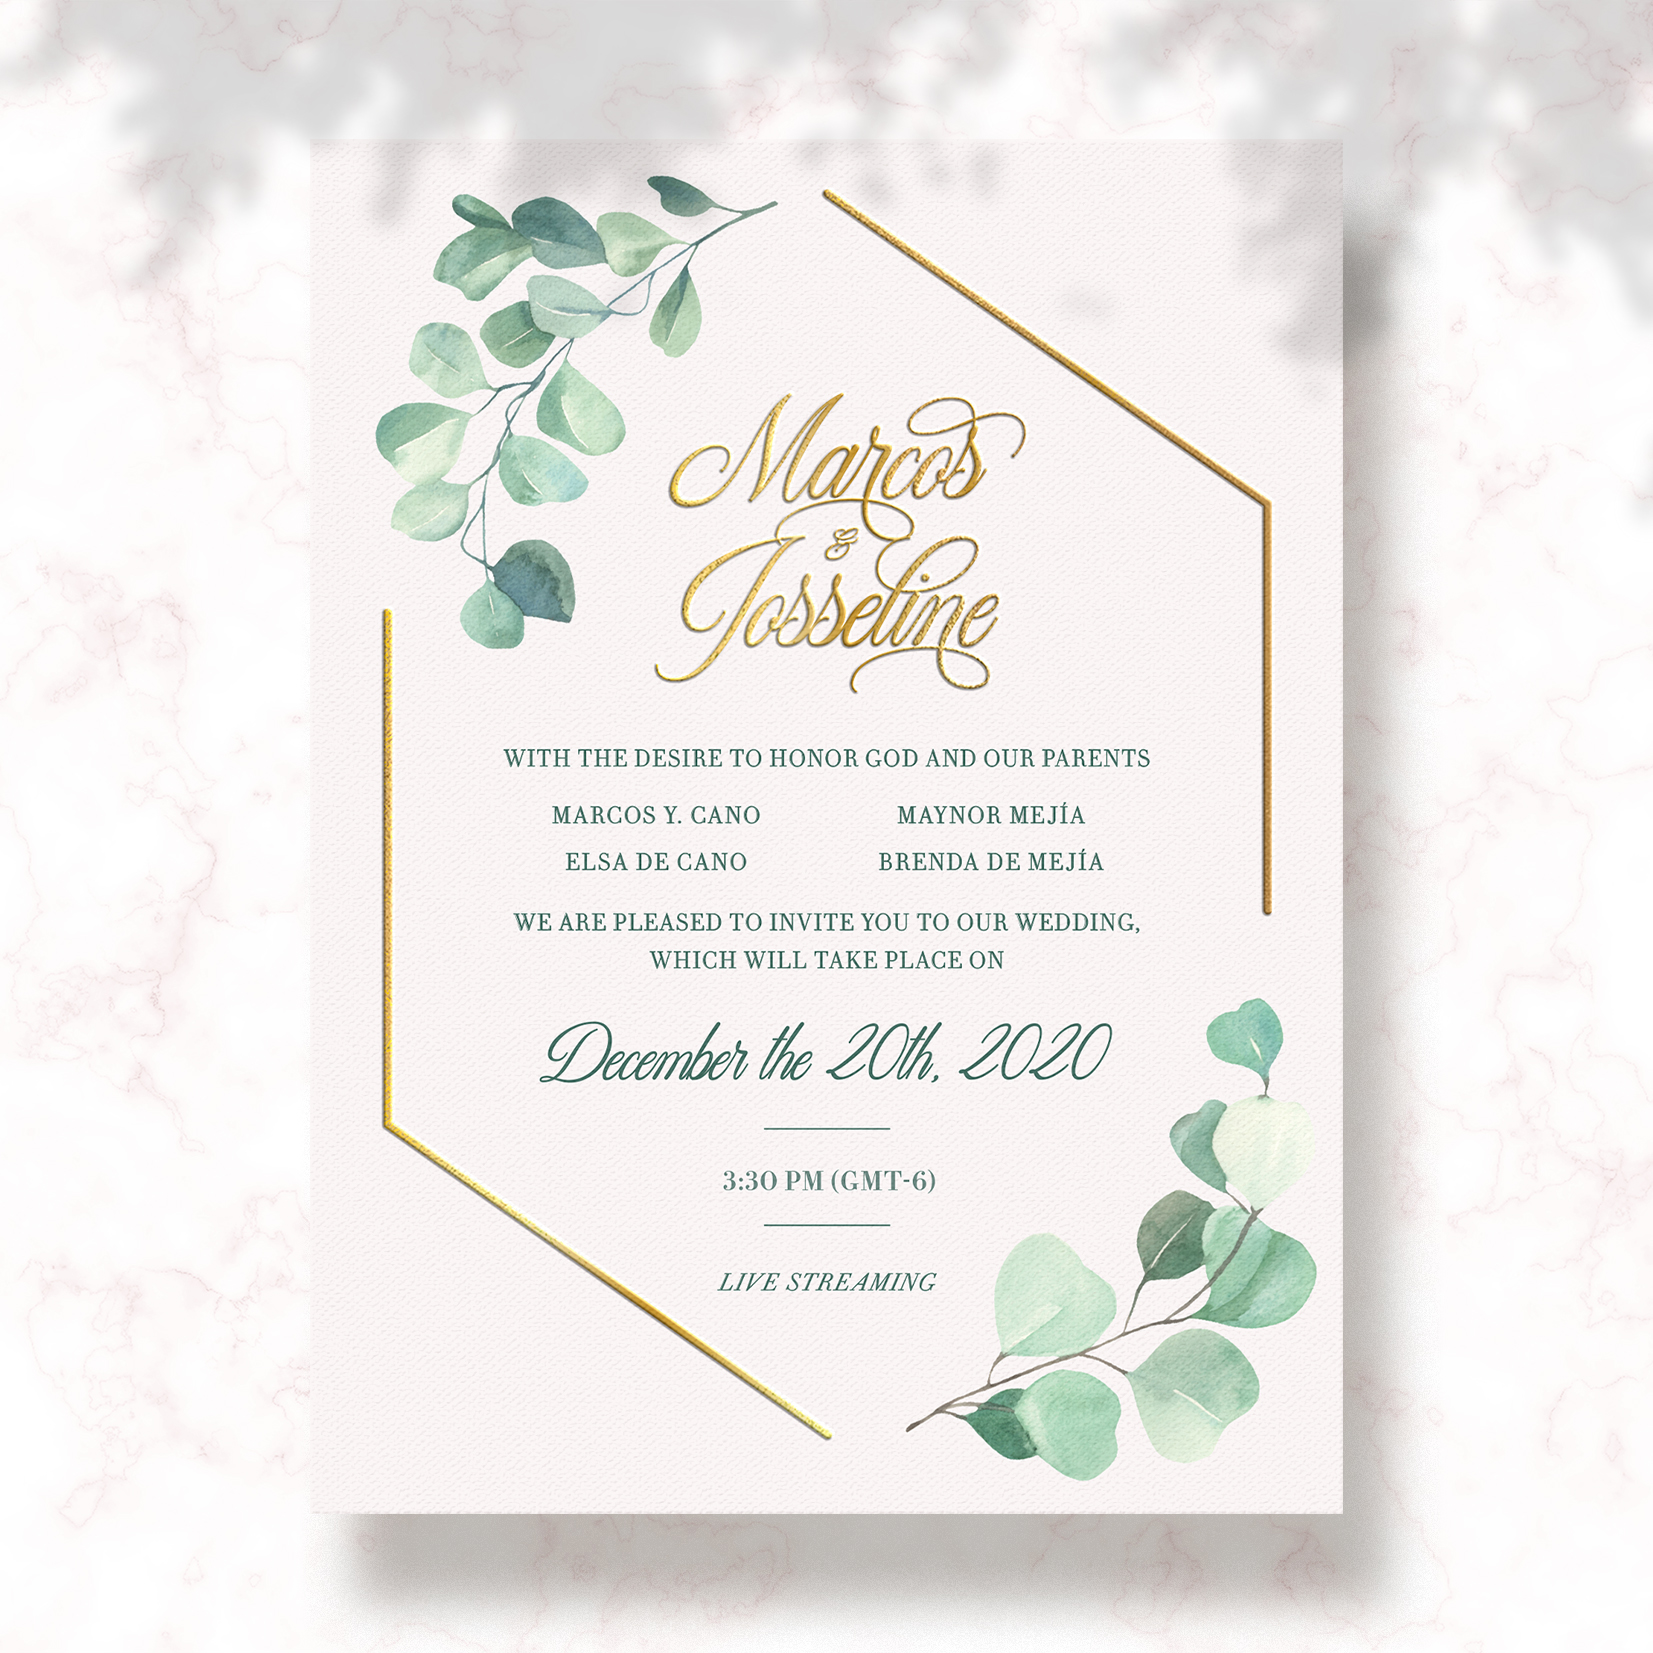 Marcos
&
Josseline
WITH THE DESIRE TO HONOR GOD AND OUR PARENTS
MARCOS Y. CANO MAYNOR MEJÍA
ELSA DE CANO BRENDA DE MEJÍA
WE ARE PLEASED TO INVITE YOU TO OUR WEDDING,
WHICH WILL TAKE PLACE ON
December the 20th, 2020
3:30 PM (GMT-6)
LIVE STREAMING